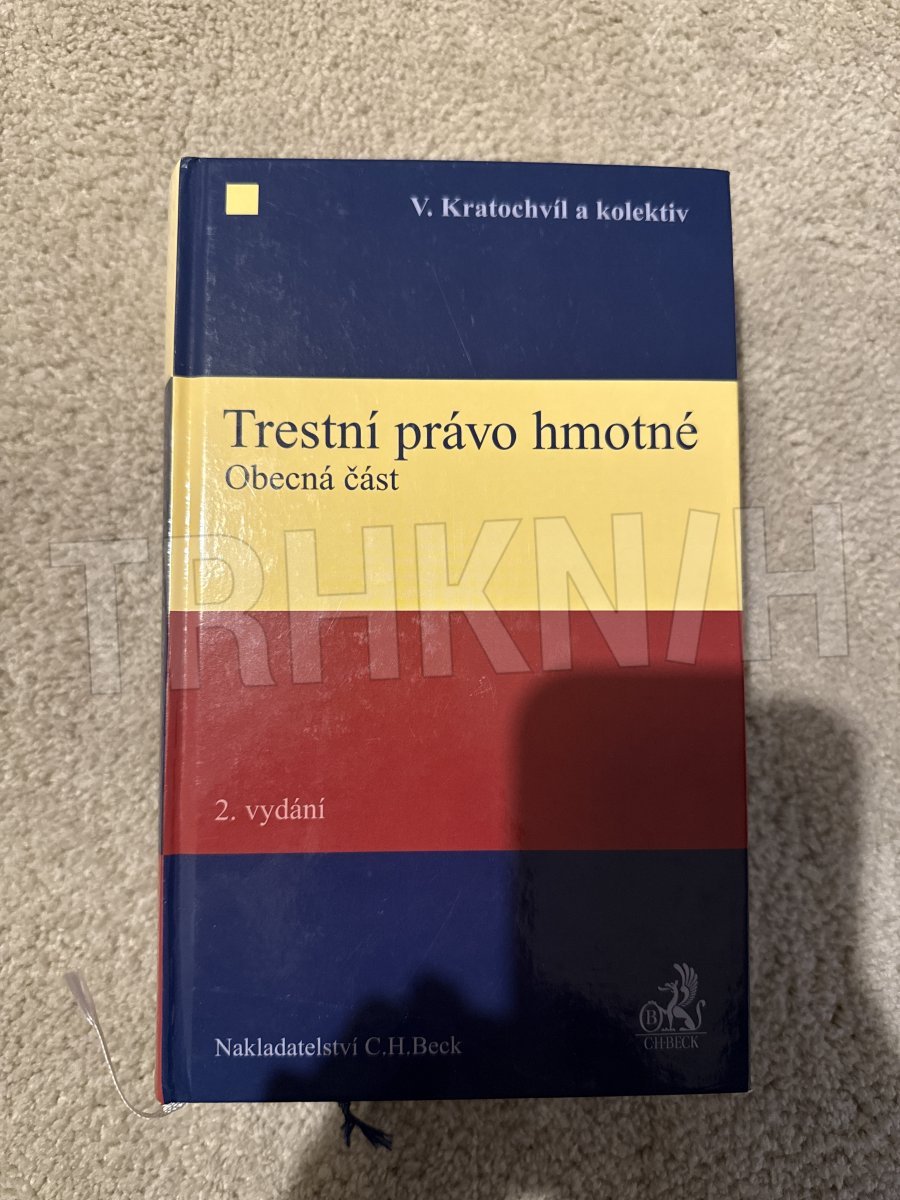 V. Kratochvíl a kolektiv
Trestní právo hmotné
Obecná část
TRHKNIH
2. vydání
B
C·H·BECK
Nakladatelství C.H.Beck